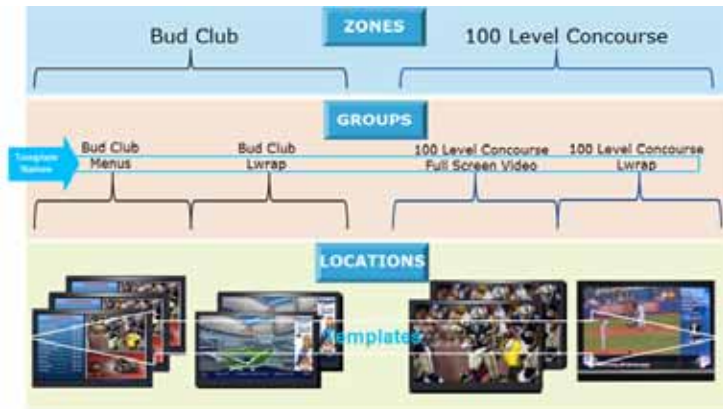 ZONES
Bud Club
100 Level Concourse
GROUPS
Template
Names
Bud Club
Menus
Bud Club
Lwrap
100 Level Concourse
Full Screen Video
100 Level Concourse
Lwrap
LOCATIONS
Templates